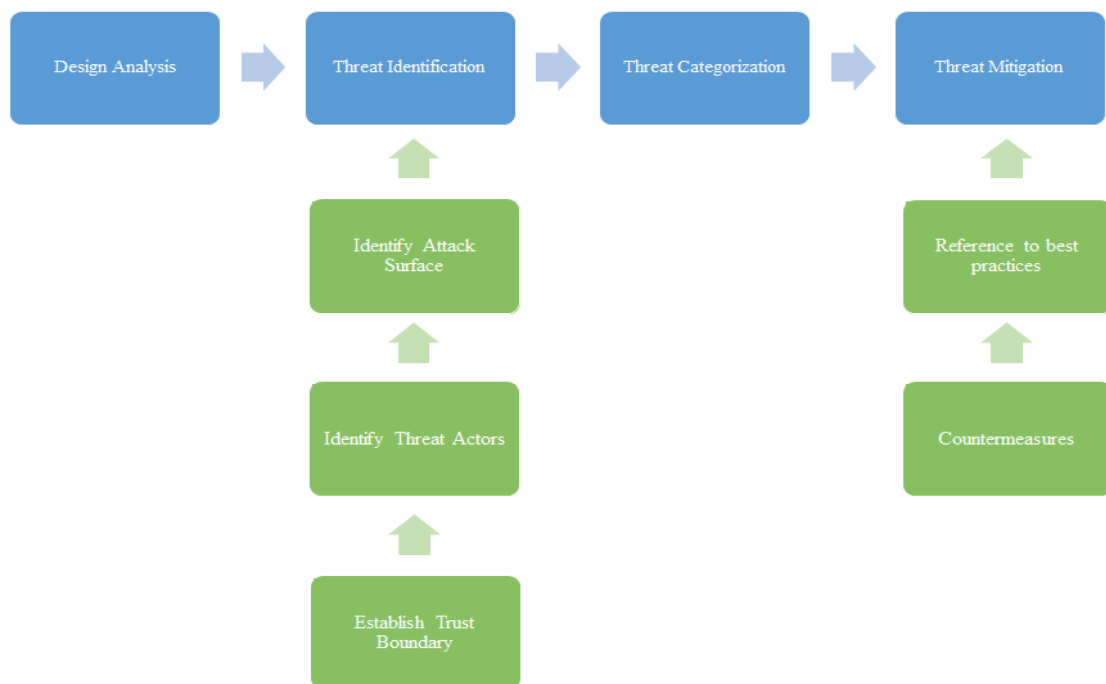 Design Analysis
Threat Identification
Threat Categorization
Threat Mitigation
Identify Attack
Surface
Reference to best
practices
Identify Threat Actors
Countermeasures
Establish Trust
Boundary